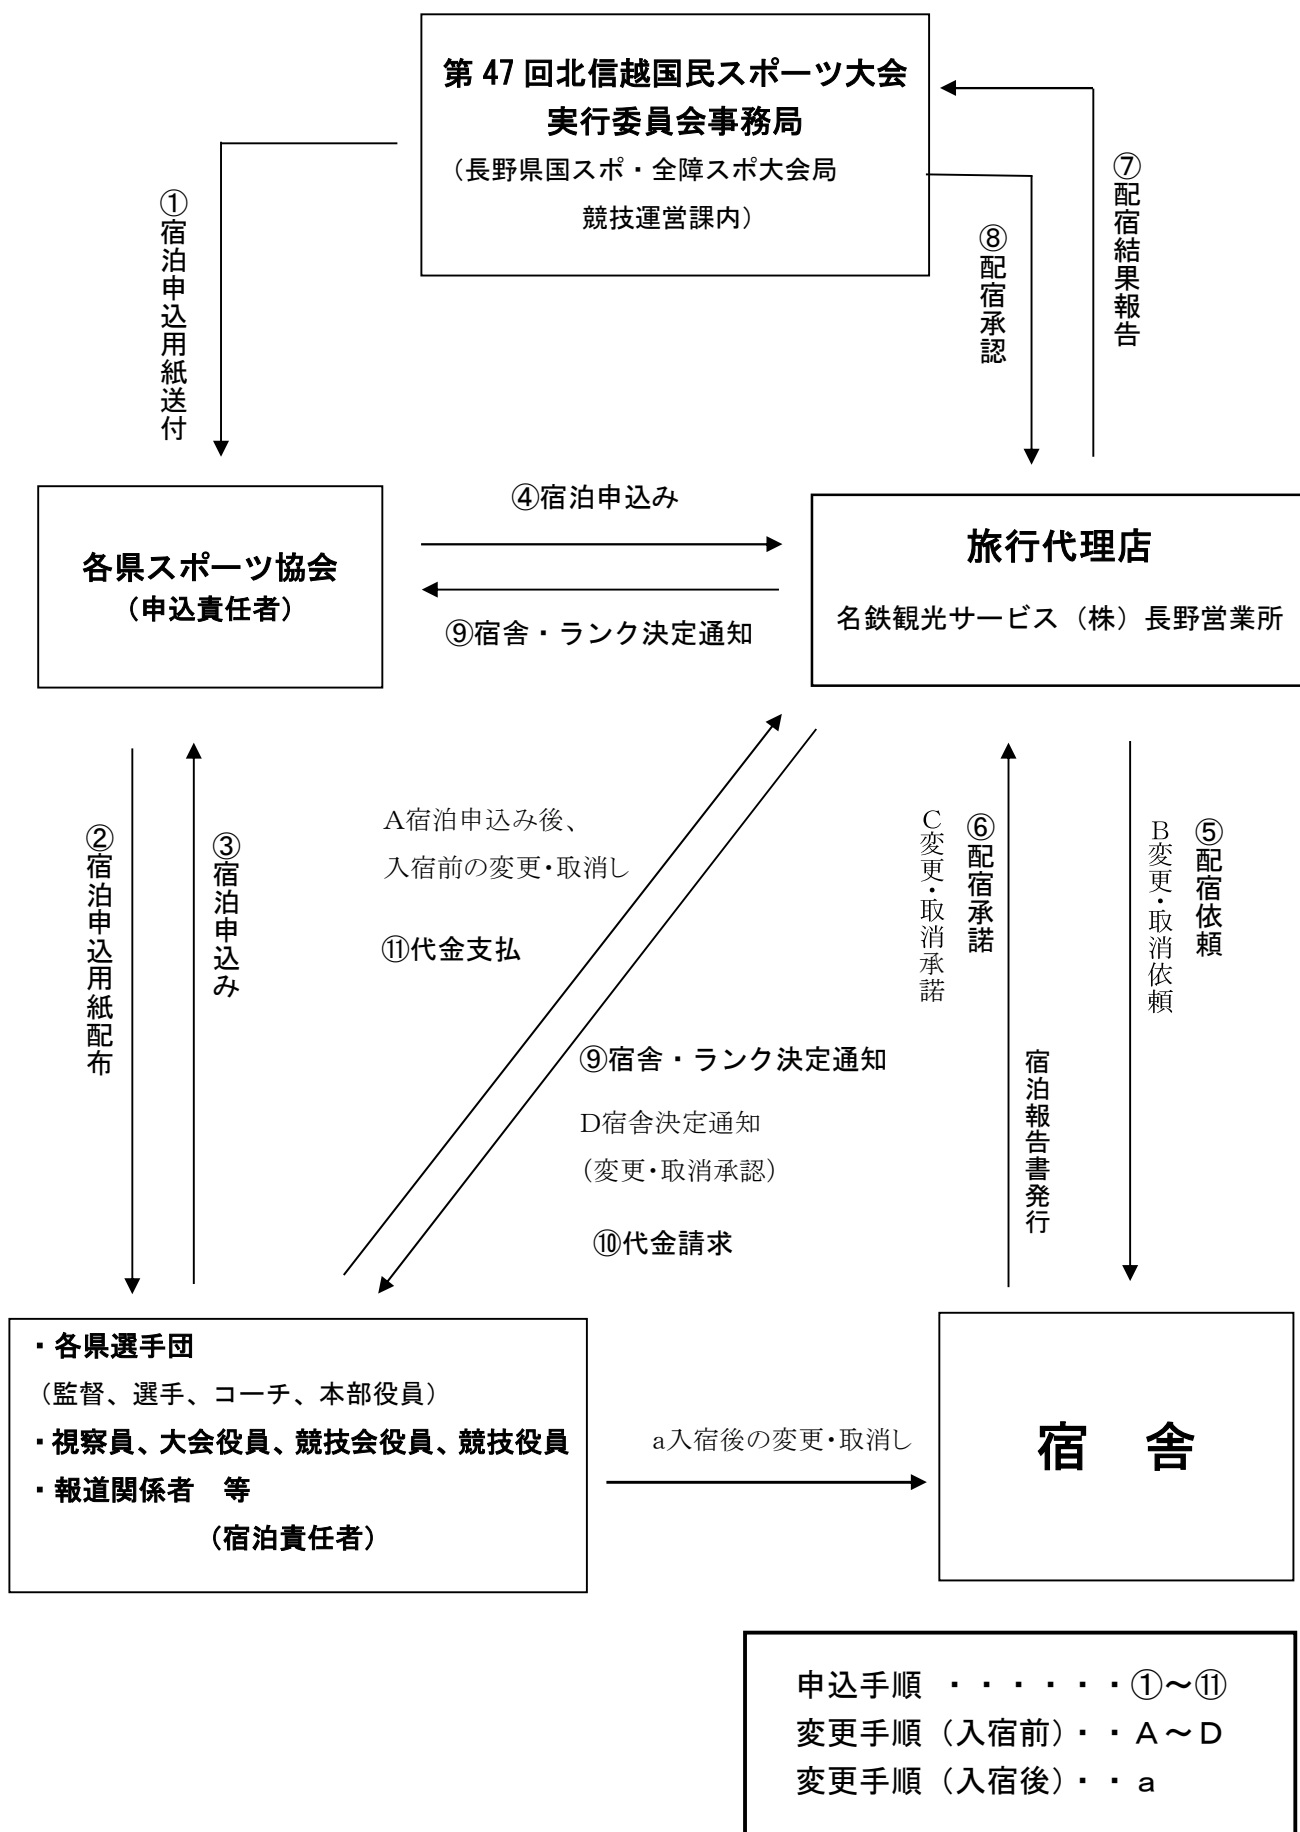 第 47 回北信越国民スポーツ大会
実行委員会事務局
（長野県国スポ・全障スポ大会局
競技運営課内）
①宿泊申込用紙送付
⑧配宿承認
⑦配宿結果報告
④宿泊申込み
⑨宿舎・ランク決定通知
各県スポーツ協会
（申込責任者）
旅行代理店
名鉄観光サービス（株）長野営業所
②宿泊申込用紙配布
③宿泊申込み
A宿泊申込み後、
入宿前の変更・取消し
⑪代金支払
⑨宿舎・ランク決定通知
D宿舎決定通知
（変更・取消承認）
⑩代金請求
C変更・取消承諾
⑥配宿承諾
宿泊報告書発行
B変更・取消依頼
⑤配宿依頼
・各県選手団
（監督、選手、コーチ、本部役員）
・視察員、大会役員、競技会役員、競技役員
・報道関係者　等
（宿泊責任者）
a入宿後の変更・取消し
宿　舎
申込手順 ・・・・・・①～⑪
変更手順（入宿前）・・Ａ～Ｄ
変更手順（入宿後）・・ａ